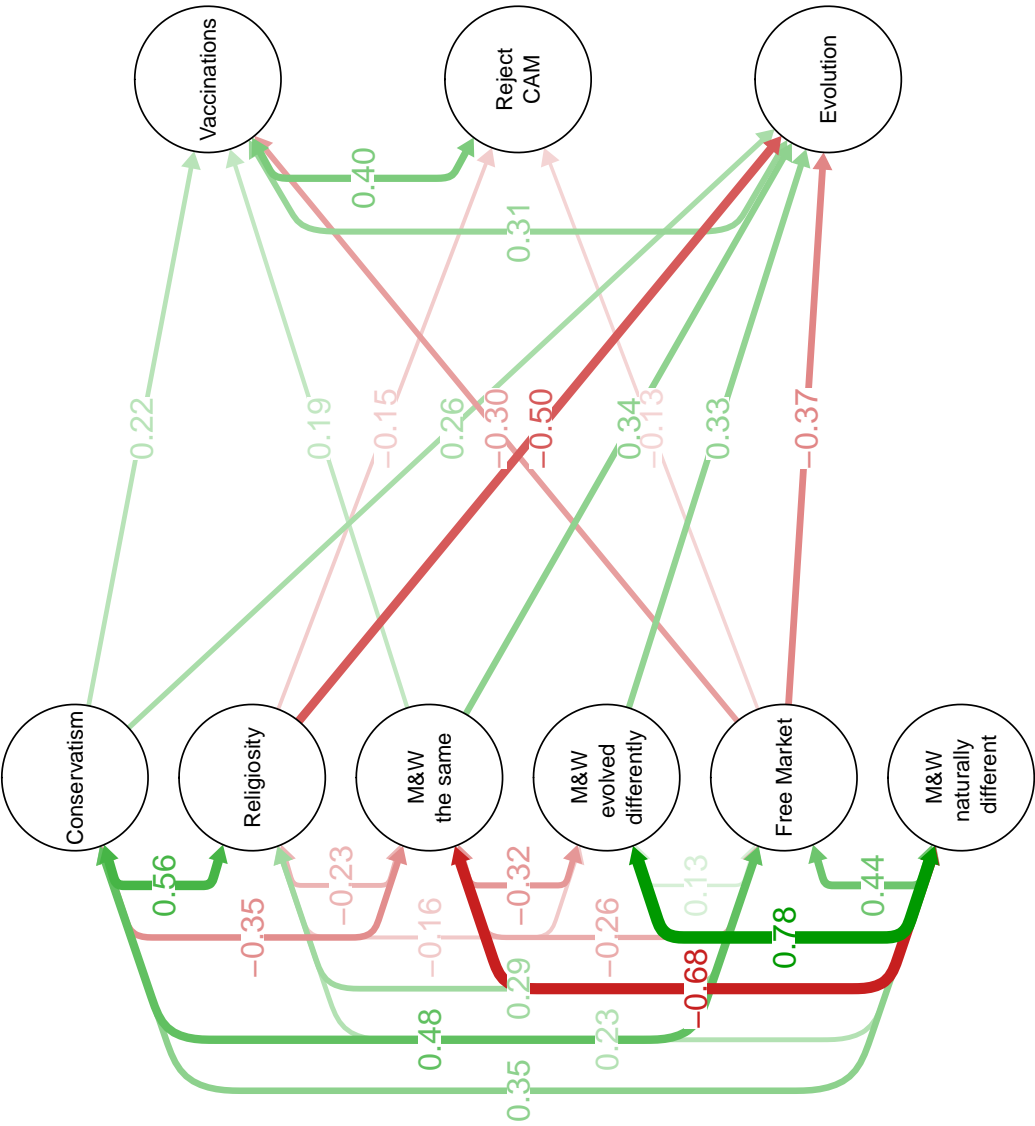 Vaccinations
Reject
CAM
Evolution
0.40
0.31
0.22
0.19
−0.15
0.26
−0.30
−0.50
0.34
−0.13
0.33
−0.37
Conservatism
Religiosity
M&W
the same
M&W
evolved
differently
Free Market
M&W
naturally
different
0.56
−0.23
−0.32
0.13
0.44
−0.35
−0.16
−0.26
0.78
0.29
−0.68
0.48
0.23
0.35